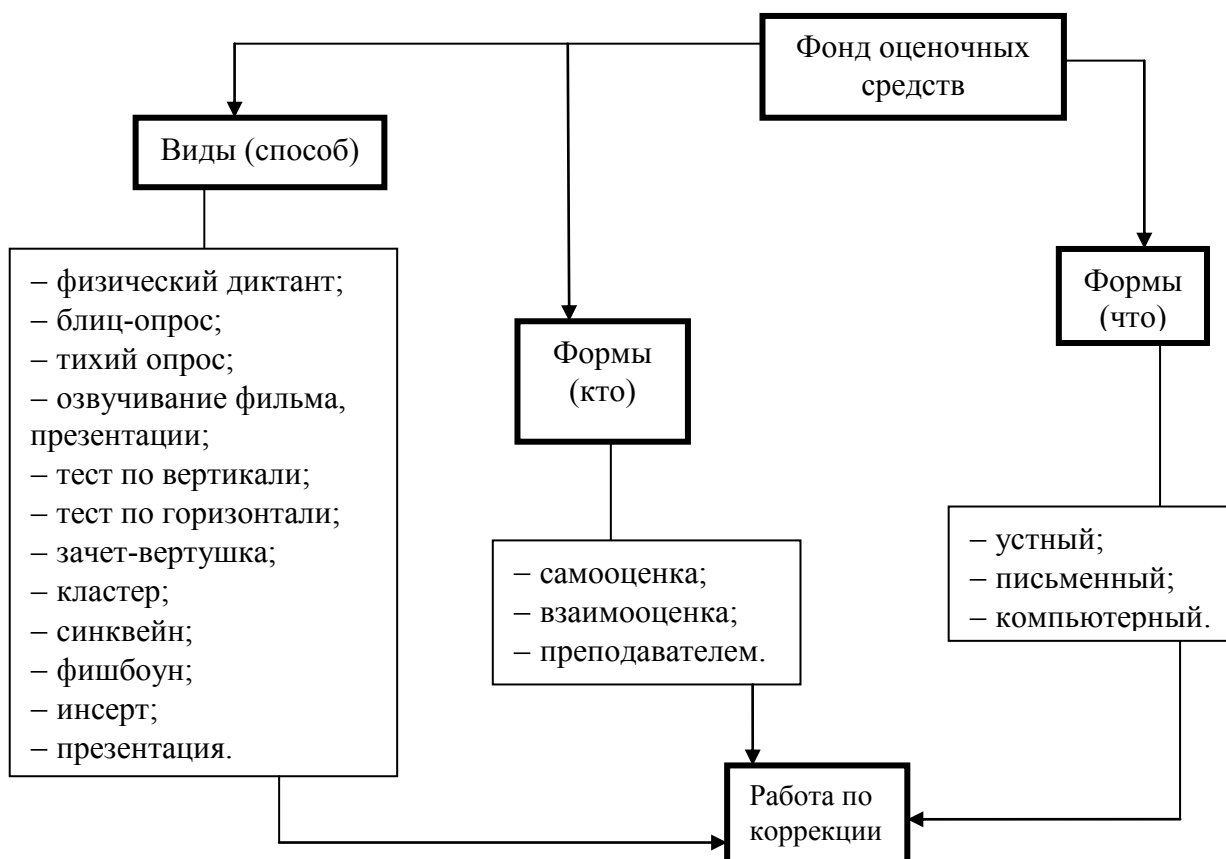 Фонд оценочных
средств
Виды (способ)
– физический диктант;
– блиц-опрос;
– тихий опрос;
– озвучивание фильма,
презентации;
– тест по вертикали;
– тест по горизонтали;
– зачет-вертушка;
– кластер;
– синквейн;
– фишбоун;
– инсерт;
– презентация.
Формы
(кто)
– самооценка;
– взаимооценка;
– преподавателем.
Формы
(что)
– устный;
– письменный;
– компьютерный.
Работа по
коррекции